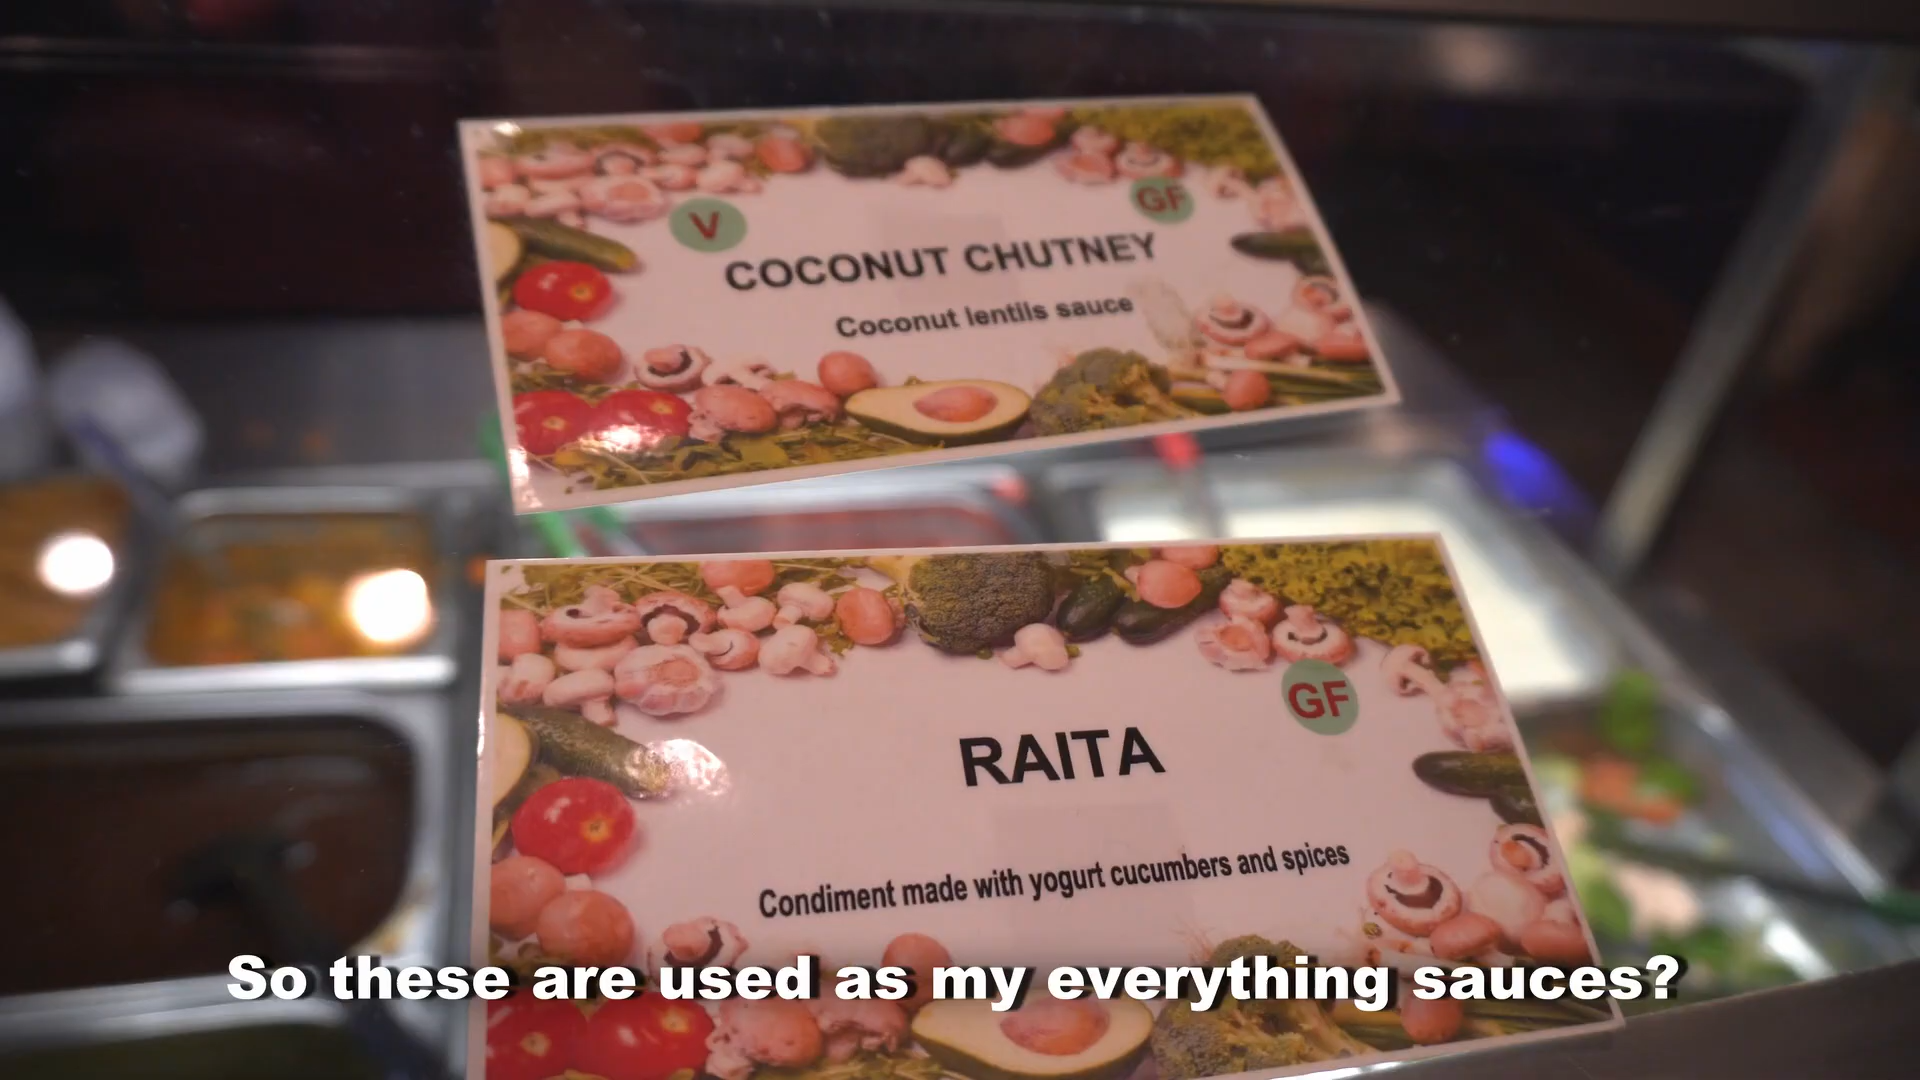 V
GF
COCONUT CHUTNEY
Coconut lentils sauce
GF
RAITA
Condiment made with yogurt cucumbers and spices
So these are used as my everything sauces?